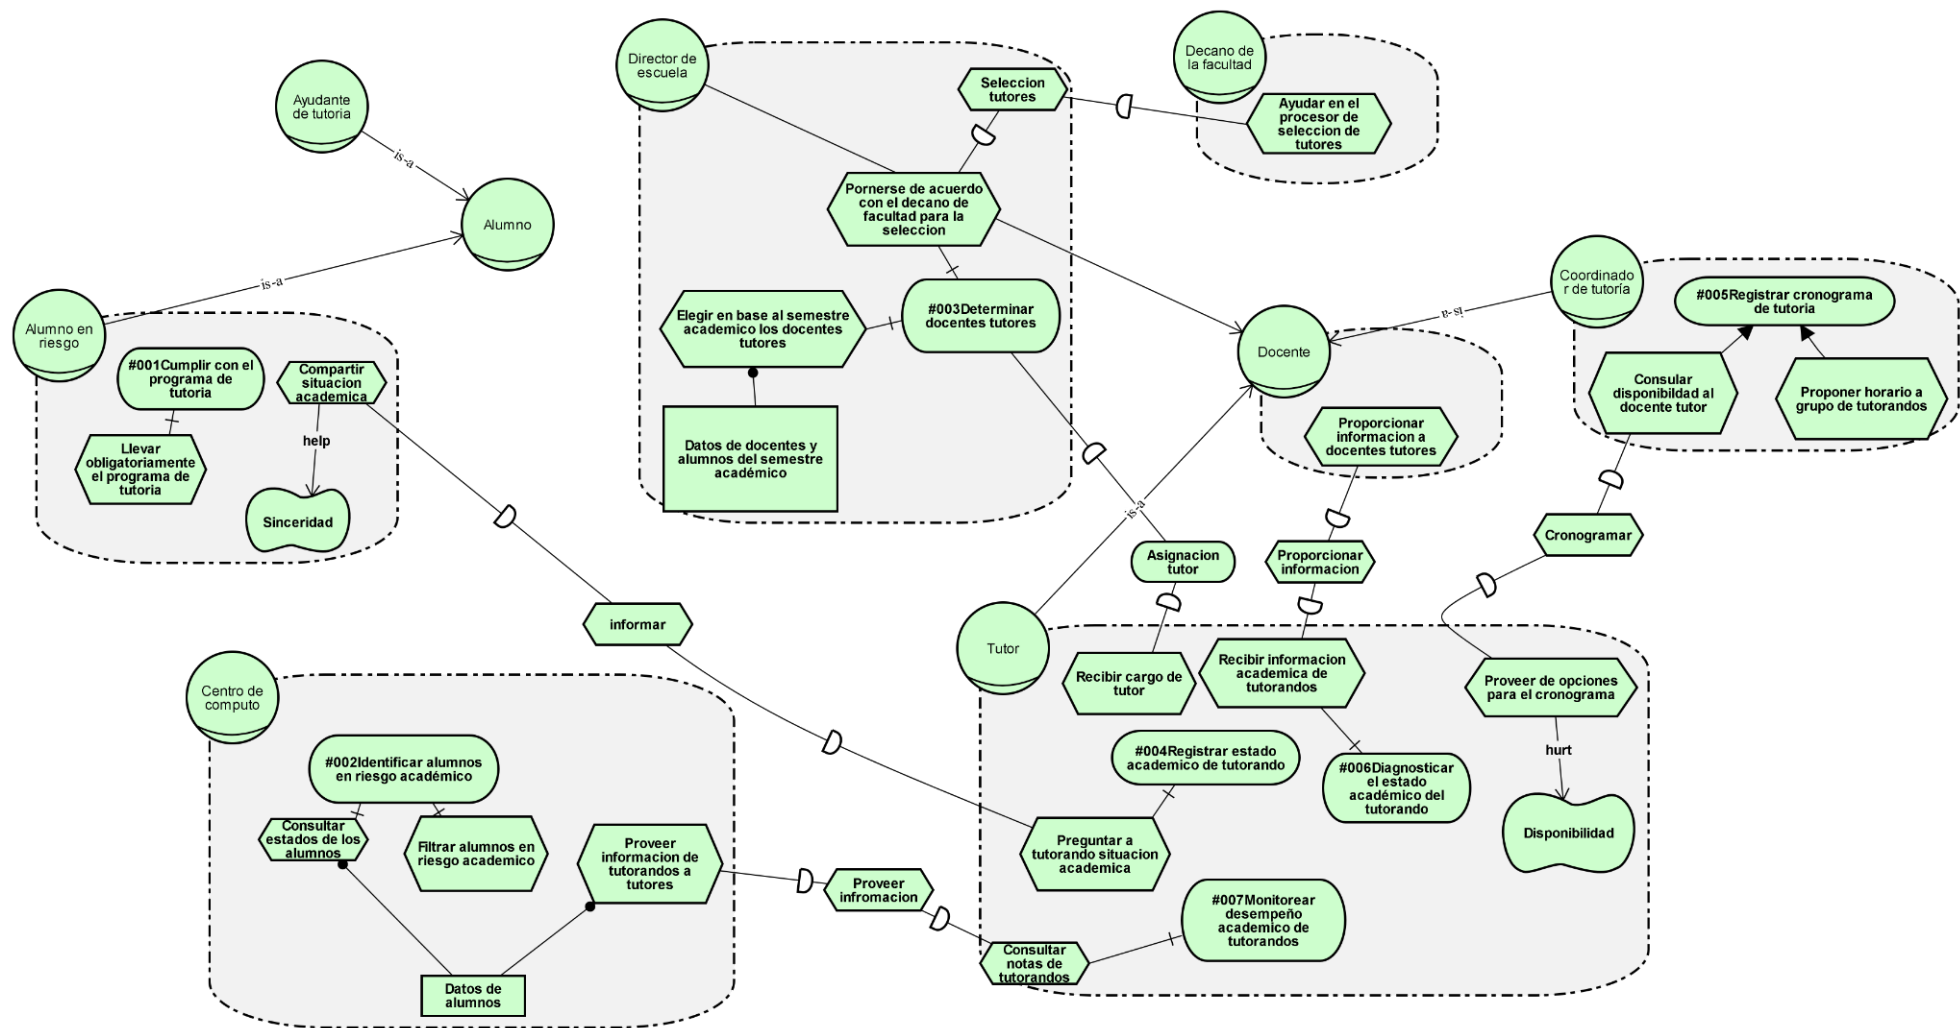 Ayudante
de tutoria
is-a
Alumno
is-a
Alumno en
riesgo
#001Cumplir con el
programa de
tutoria
Compartir
situacion
academica
Llevar
obligatoriamente
el programa de
tutoria
help
Sinceridad
Director de
escuela
Seleccion
tutores
Pornerse de acuerdo
con el decano de
facultad para la
seleccion
Elegir en base al semestre
academico los docentes
tutores
#003Determinar
docentes tutores
Datos de docentes y
alumnos del semestre
académico
Decano de
la facultad
Ayudar en el
procesor de
seleccion de
tutores
Docente
Proporcionar
informacion a
docentes tutores
is-a
Coordinado
r de tutoría
#005Registrar cronograma
de tutoria
Consular
disponibildad al
docente tutor
Proponer horario a
grupo de tutorandos
is-a
Asignacion
tutor
Proporcionar
informacion
Cronogramar
informar
Tutor
Recibir cargo de
tutor
Recibir informacion
academica de
tutorandos
Proveer de opciones
para el cronograma
#004Registrar estado
academico de tutorando
#006Diagnosticar
el estado
académico del
tutorando
hurt
Disponibilidad
Preguntar a
tutorando situacion
academica
#007Monitorear
desempeño
academico de
tutorandos
Consultar
notas de
tutorandos
Centro de
computo
#002Identificar alumnos
en riesgo académico
Consultar
estados de los
alumnos
Filtrar alumnos en
riesgo academico
Proveer
informacion de
tutorandos a
tutores
Proveer
infromacion
Datos de
alumnos